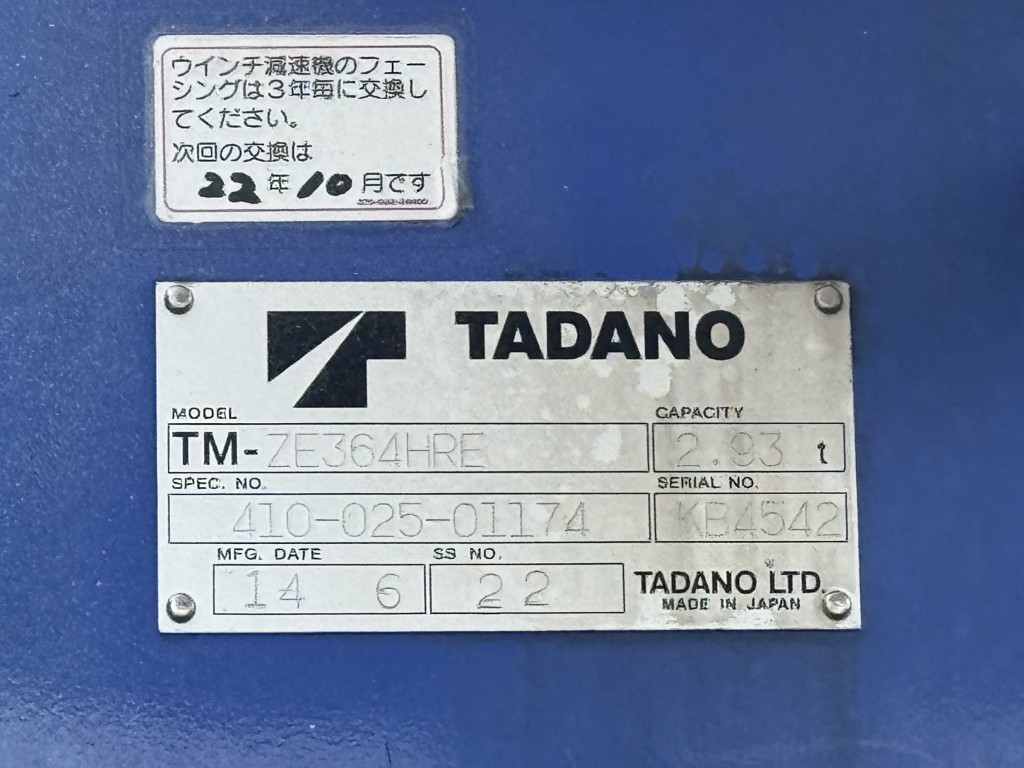 ウインチ減速機のフェー
シングは3年毎に交換し
てください。
次回の交換は
22年10月です
TADANO
MODEL CAPACITY
TM-ZE364HRE 2.93 t
SPEC. NO. SERIAL NO.
410-025-01174 KB4542
MFG. DATE SS NO.
14 6 22 TADANO LTD.
MADE IN JAPAN